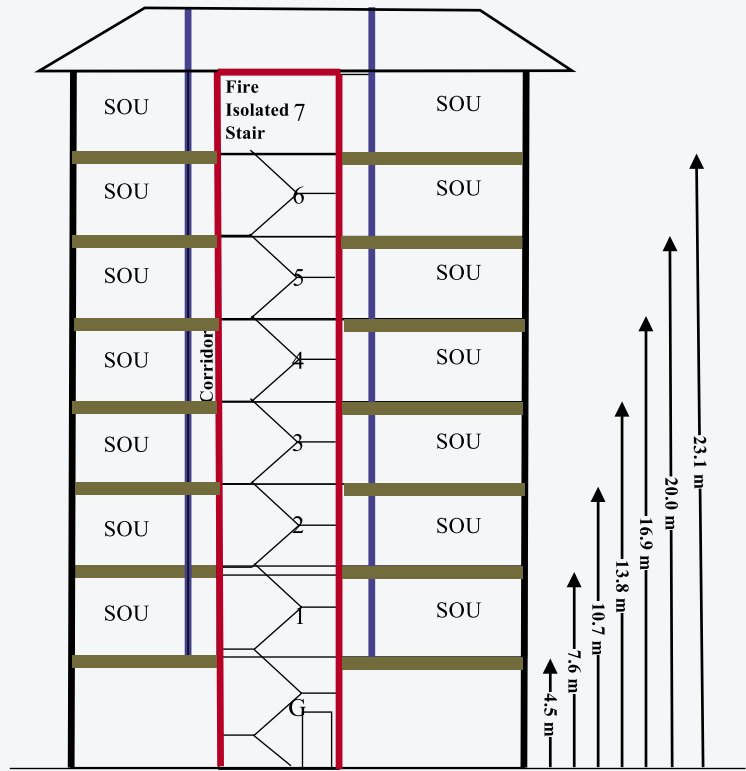 Fire
Isolated 7
Stair
SOU SOU
6
SOU SOU
5
SOU SOU
4
SOU SOU
Corridor
3
SOU SOU
2
SOU SOU
1
SOU SOU
G
4.5 m
7.6 m
10.7 m
13.8 m
16.9 m
20.0 m
23.1 m